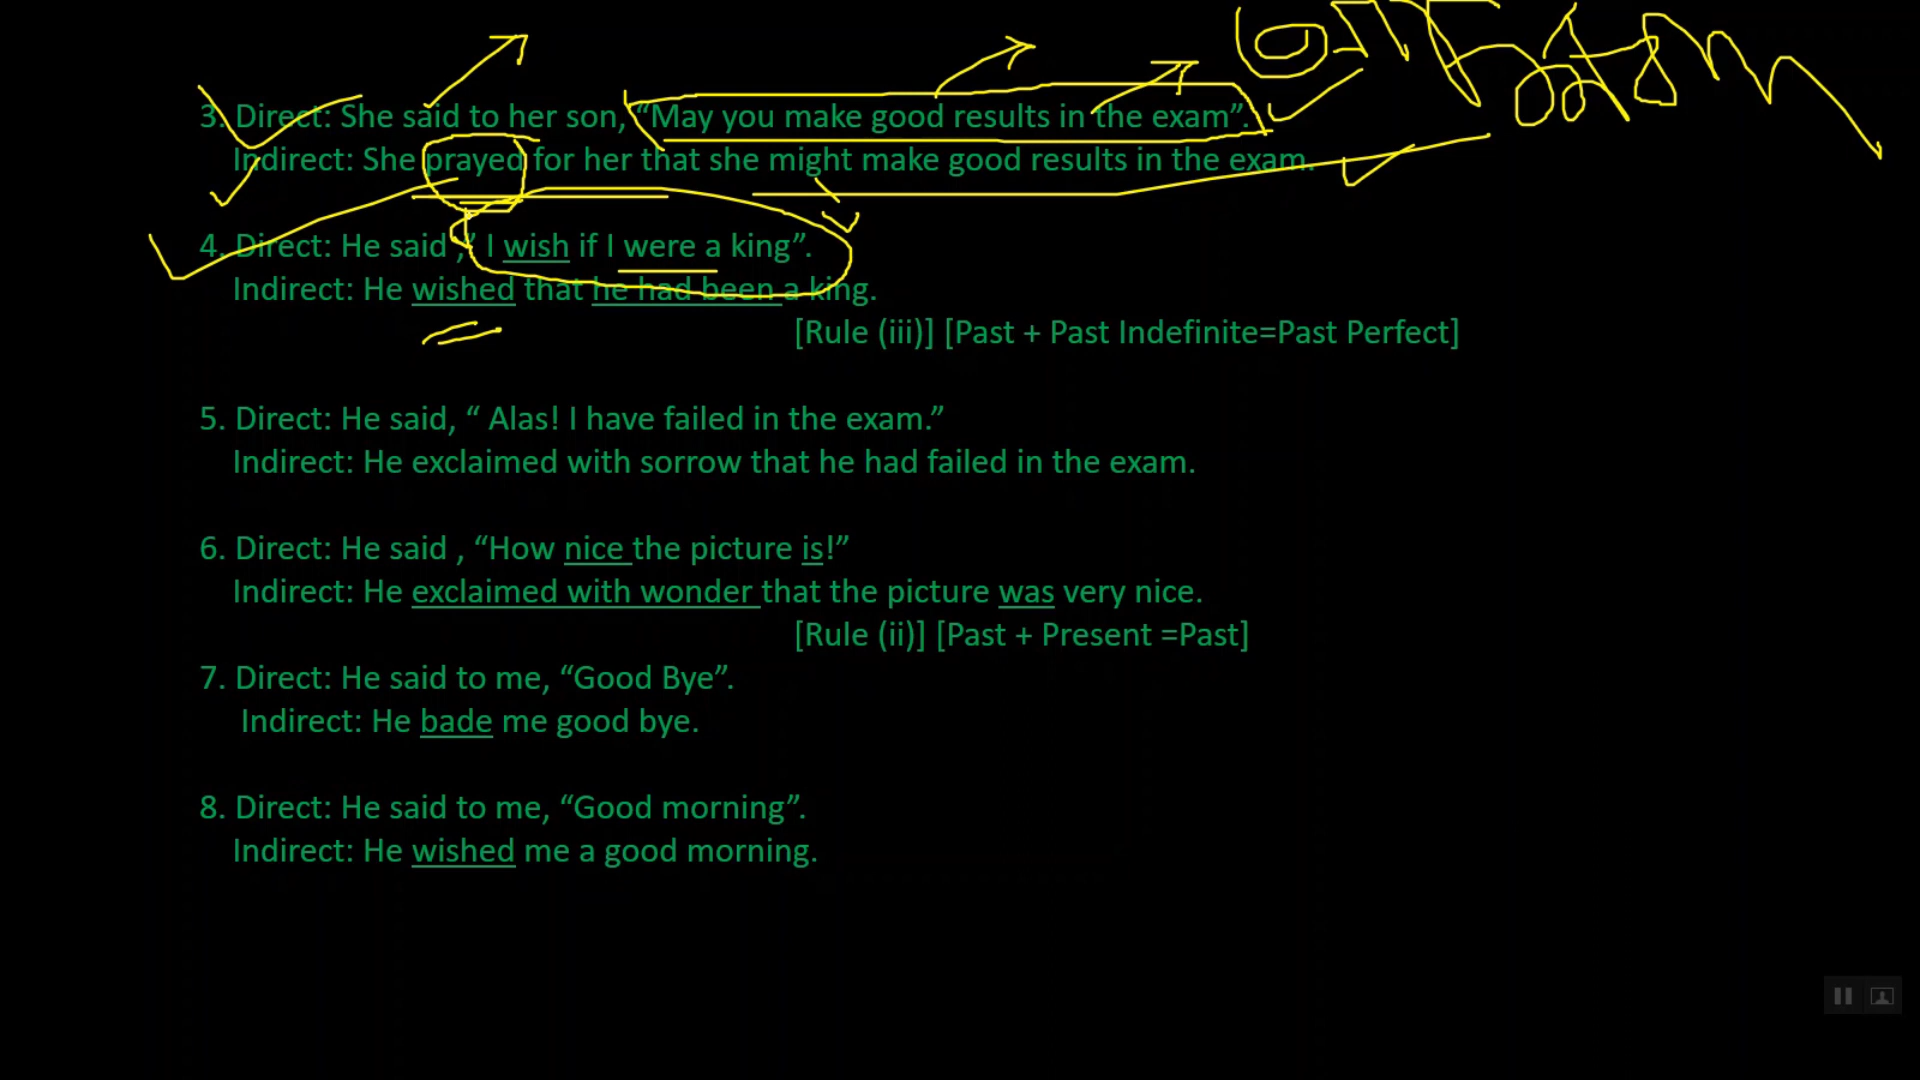 3. Direct: She said to her son, “May you make good results in the exam”.
Indirect: She prayed for her that she might make good results in the exam.
4. Direct: He said ,” I wish if I were a king”.
Indirect: He wished that he had been a king.
[Rule (iii)] [Past + Past Indefinite=Past Perfect]
5. Direct: He said, “ Alas! I have failed in the exam.”
Indirect: He exclaimed with sorrow that he had failed in the exam.
6. Direct: He said , “How nice the picture is!”
Indirect: He exclaimed with wonder that the picture was very nice.
[Rule (ii)] [Past + Present =Past]
7. Direct: He said to me, “Good Bye”.
Indirect: He bade me good bye.
8. Direct: He said to me, “Good morning”.
Indirect: He wished me a good morning.